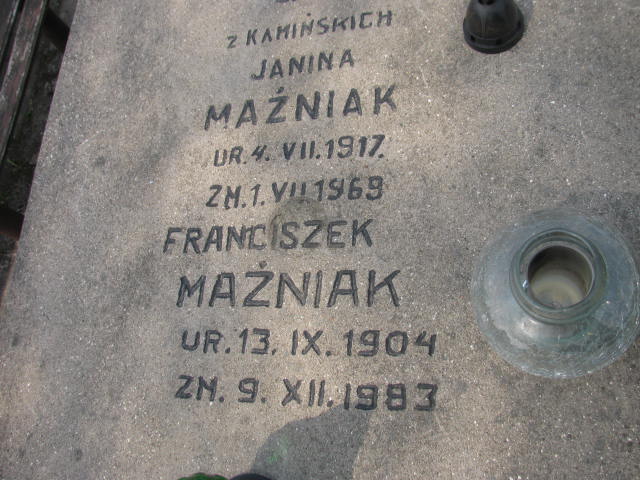 z KAMIŃSKICH
JANINA
MAŹNIAK
UR. 4. VII. 1917.
ZM. 1. VII 1969
FRANCISZEK
MAŹNIAK
UR. 13. IX. 1904
ZM. 9. XII. 1983